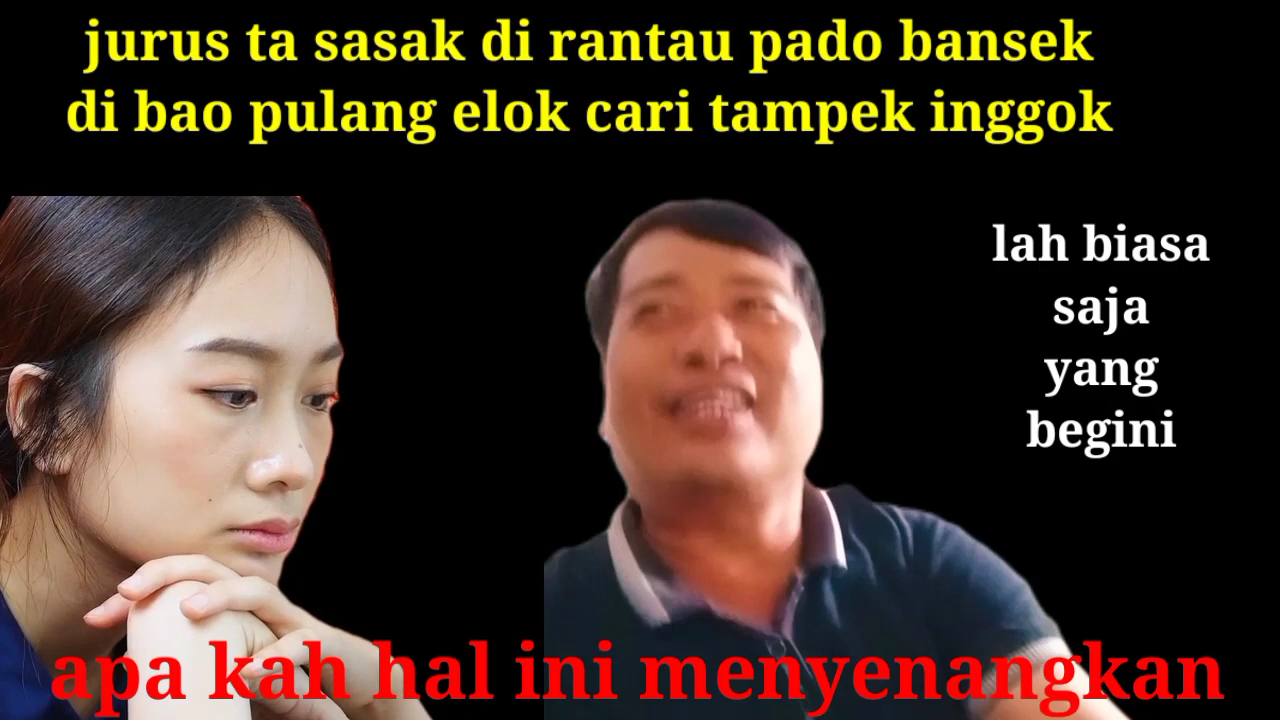 jurus ta sasak di rantau pado bansek
di bao pulang elok cari tampek inggok
lah biasa
saja
yang
begini
apa kah hal ini menyenangkan